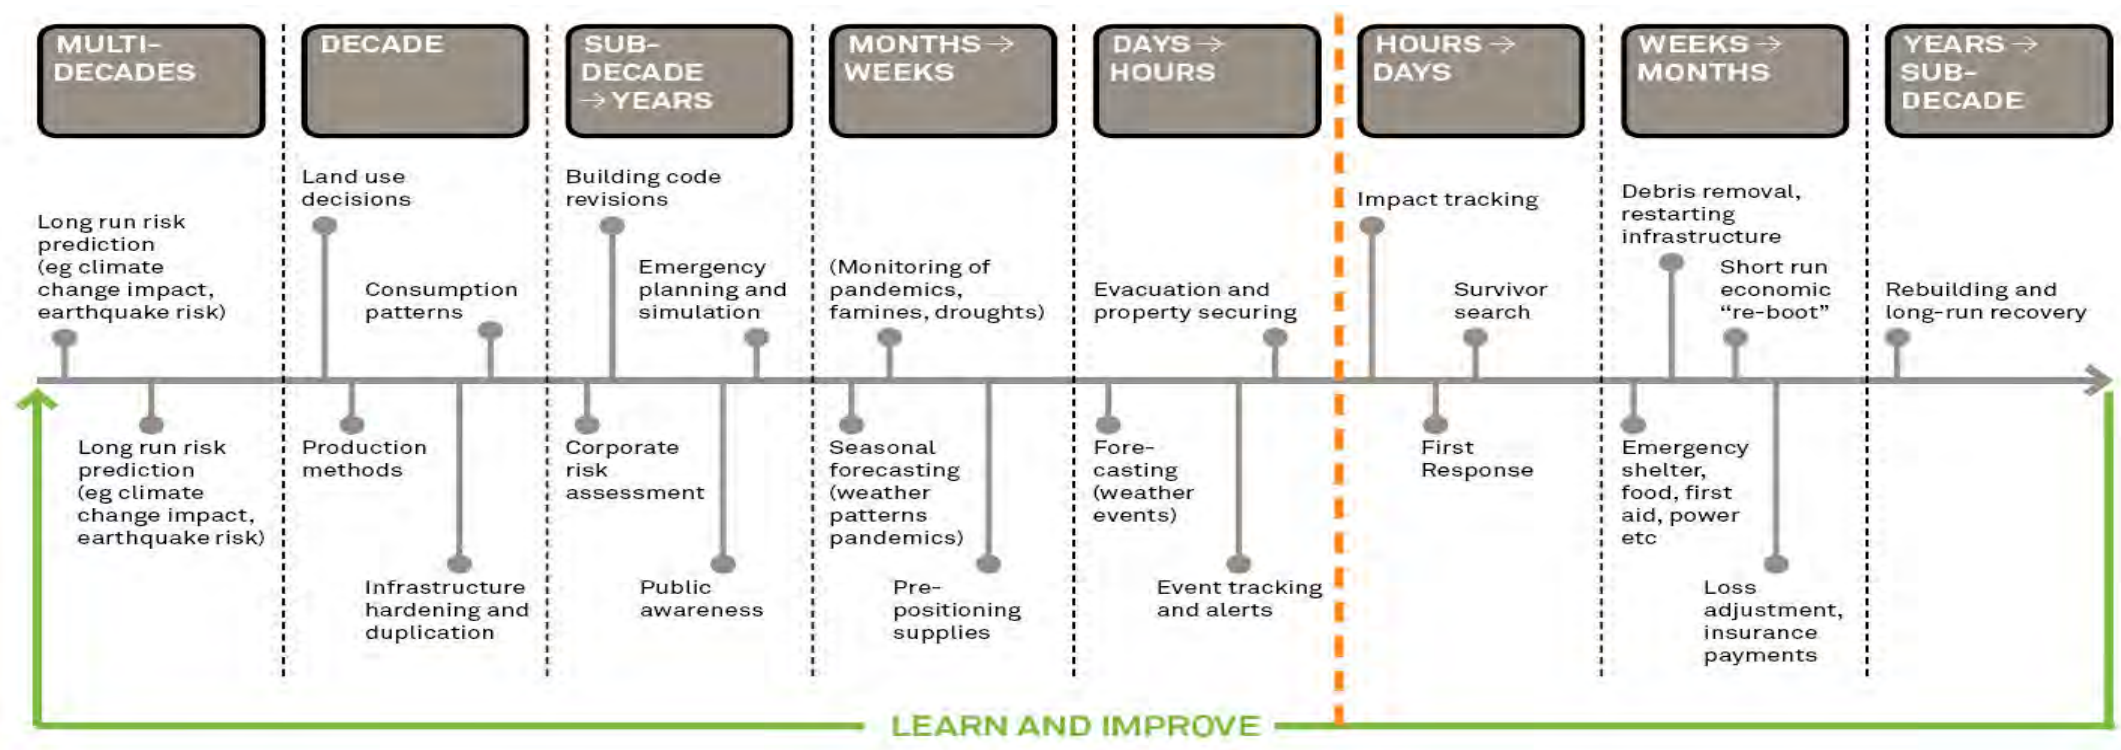 MULTI-
DECADES
DECADE
SUB-
DECADE
→ YEARS
MONTHS →
WEEKS
DAYS →
HOURS
HOURS →
DAYS
WEEKS →
MONTHS
YEARS →
SUB-
DECADE
Long run risk
prediction
(eg climate
change impact,
earthquake risk)
Long run risk
prediction
(eg climate
change impact,
earthquake risk)
Land use
decisions
Consumption
patterns
Production
methods
Infrastructure
hardening and
duplication
Building code
revisions
Emergency
planning and
simulation
Corporate
risk
assessment
Public
awareness
(Monitoring of
pandemics,
famines, droughts)
Seasonal
forecasting
(weather
patterns
pandemics)
Pre-
positioning
supplies
Evacuation and
property securing
Fore-
casting
(weather
events)
Event tracking
and alerts
Impact tracking
Survivor
search
First
Response
Debris removal,
restarting
infrastructure
Short run
economic
“re-boot”
Emergency
shelter,
food, first
aid, power
etc
Loss
adjustment,
insurance
payments
Rebuilding and
long-run recovery
LEARN AND IMPROVE